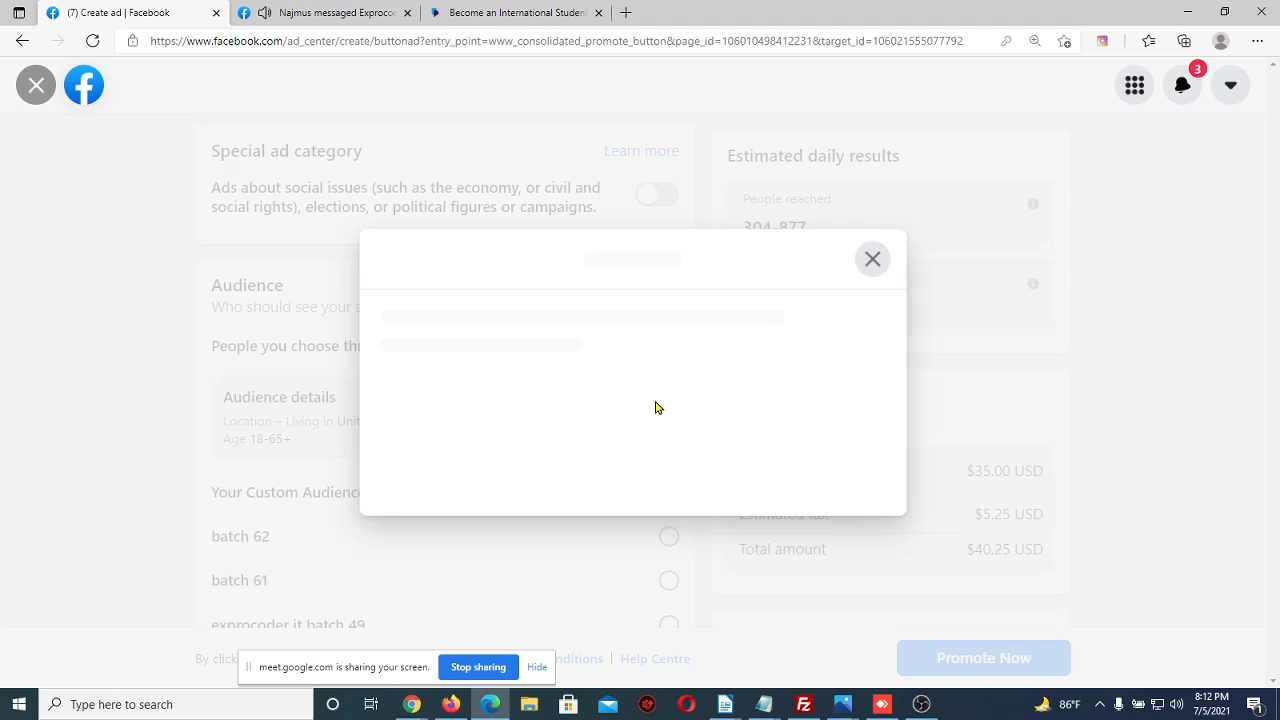 (7) Create ad | Facebook
Najmus messaged Exproco
Become an International Student
https://www.facebook.com/ad_center/create/buttonad?entry_point=www_consolidated_promote_button&page_id=106010498412231&target_id=106021555077792
3
Special ad category
Learn more
Ads about social issues (such as the economy, or civil and
social rights), elections, or political figures or campaigns.
Audience
Who should see your a
People you choose thr
Audience details
Location – Living in Unit
Age 18-65+
Your Custom Audienc
batch 62
batch 61
exprocoder it batch 49
Estimated daily results
People reached
304-877
$35.00 USD
Estimated tax
$5.25 USD
Total amount
$40.25 USD
By click
nditions
Help Centre
Promote Now
meet.google.com is sharing your screen.
Stop sharing
Hide
Type here to search
86°F
8:12 PM
7/5/2021
1